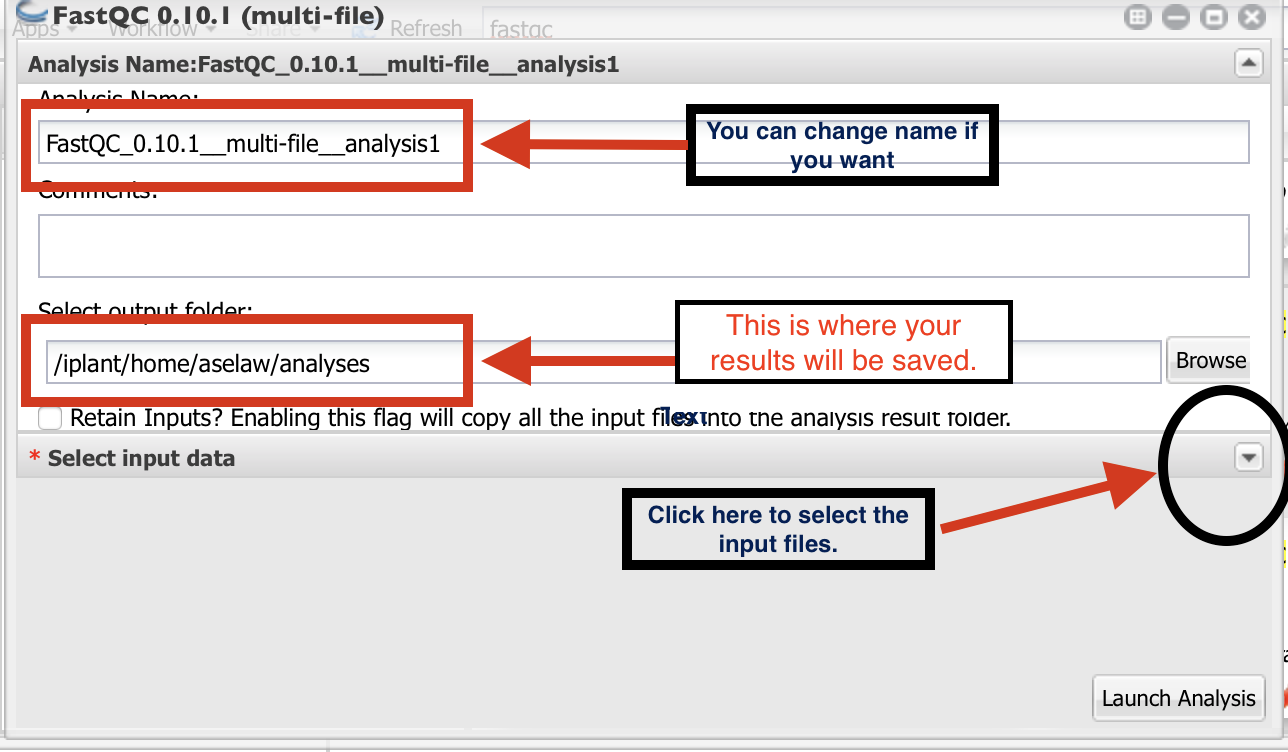 FastQC 0.10.1 (multi-file)
Apps Workflow Share Refresh fastqc
Analysis Name:FastQC_0.10.1__multi-file__analysis1
Analysis Name:
FastQC_0.10.1__multi-file__analysis1
You can change name if
you want
Comments:
Select output folder:
/iplant/home/aselaw/analyses
This is where your
results will be saved.
Browse
Retain Inputs? Enabling this flag will copy all the input files into the analysis result folder.
Text
* Select input data
Click here to select the
input files.
Launch Analysis